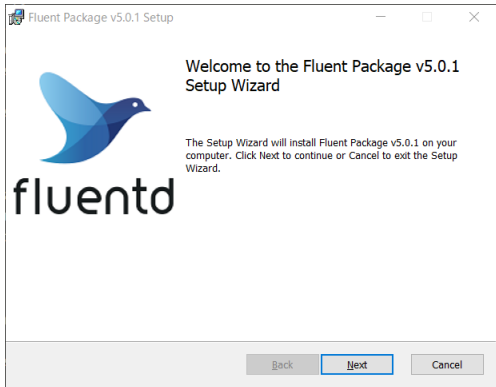 Fluent Package v5.0.1 Setup
Welcome to the Fluent Package v5.0.1
Setup Wizard
The Setup Wizard will install Fluent Package v5.0.1 on your
computer. Click Next to continue or Cancel to exit the Setup
Wizard.
fluentd
Back
Next
Cancel